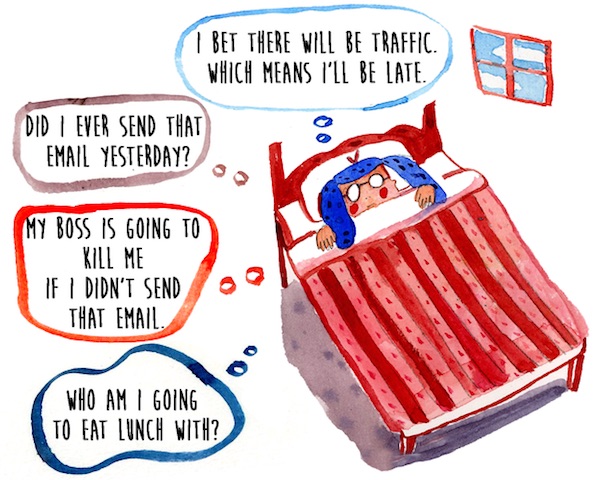 I BET THERE WILL BE TRAFFIC.
WHICH MEANS I'LL BE LATE.
DID I EVER SEND THAT
EMAIL YESTERDAY?
MY BOSS IS GOING TO
KILL ME
IF I DIDN'T SEND
THAT EMAIL.
WHO AM I GOING
TO EAT LUNCH WITH?